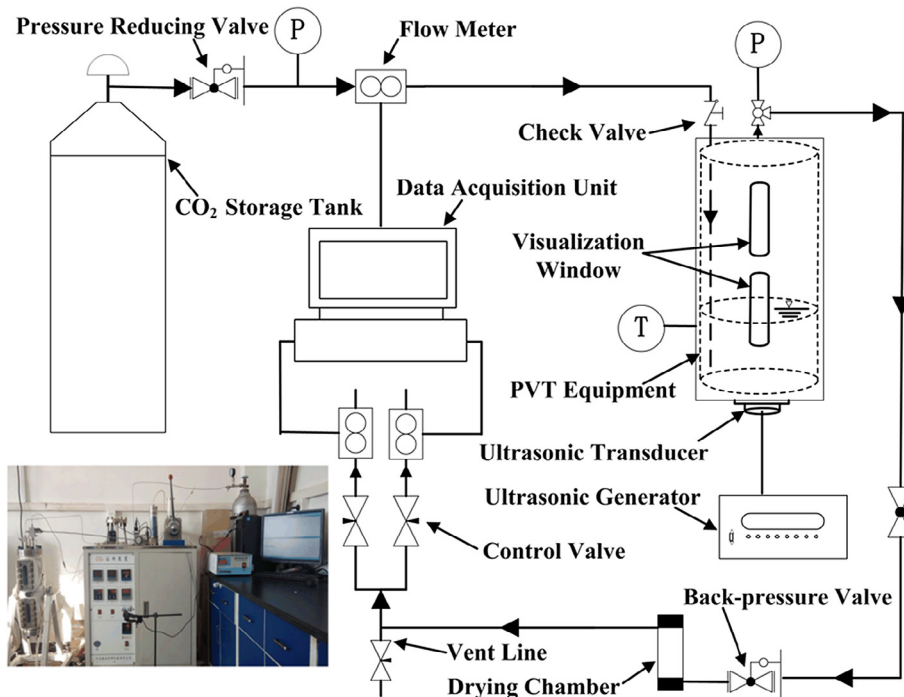 Pressure Reducing Valve
P
Flow Meter
P
Check Valve
CO₂ Storage Tank
Data Acquisition Unit
Visualization
Window
T
PVT Equipment
Ultrasonic Transducer
Ultrasonic Generator
Control Valve
Back-pressure Valve
Vent Line
Drying Chamber